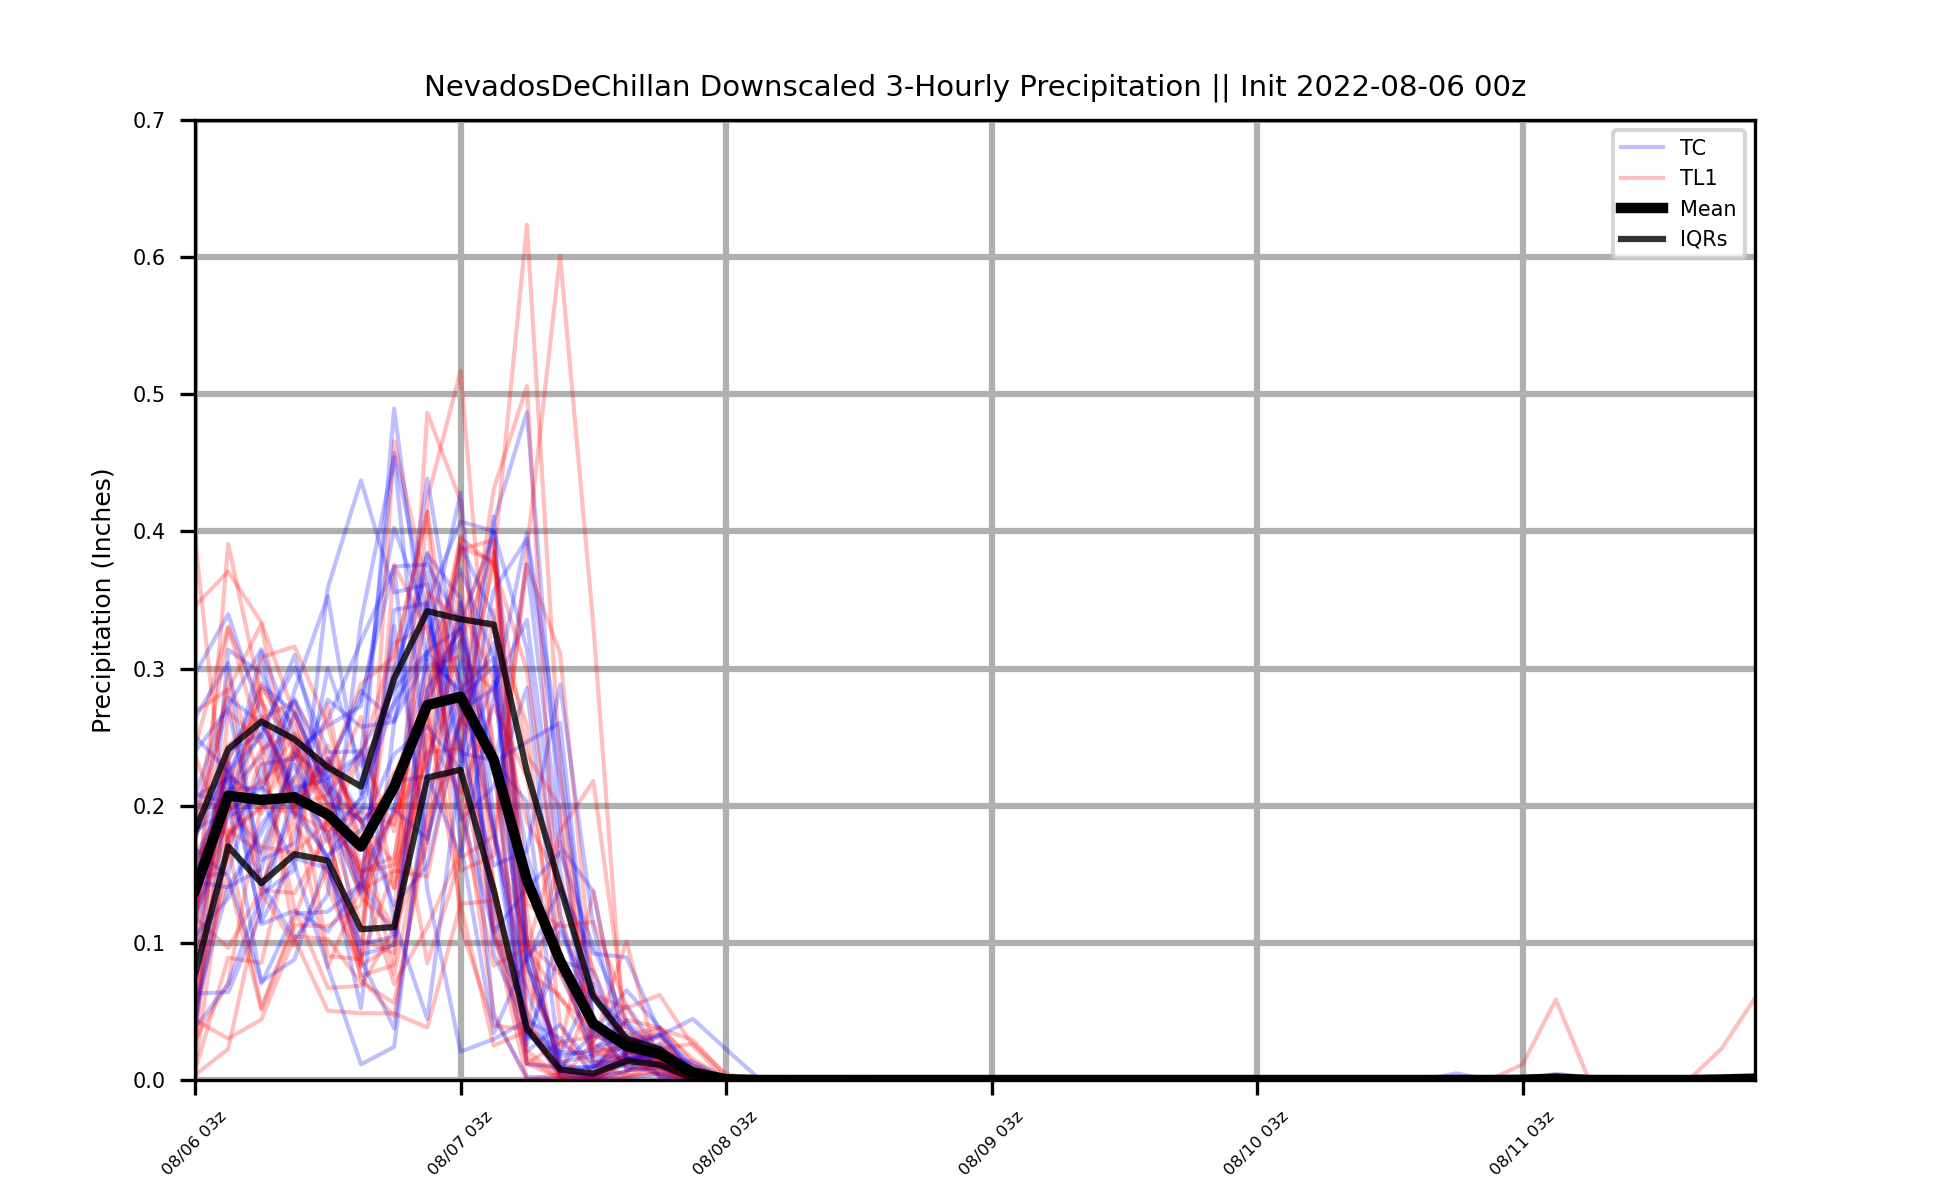 NevadosDeChillan Downscaled 3-Hourly Precipitation || Init 2022-08-06 00z
TC
TL1
Mean
IQRs
Precipitation (Inches)
0.7
0.6
0.5
0.4
0.3
0.2
0.1
0.0
08/06 03z
08/07 03z
08/08 03z
08/09 03z
08/10 03z
08/11 03z